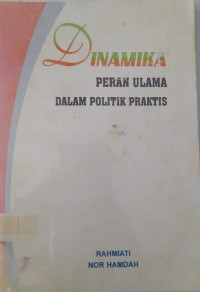 DINAMIKA
PERAN ULAMA
DALAM POLITIK PRAKTIS
RAHMIATI
NOR HAMDAH